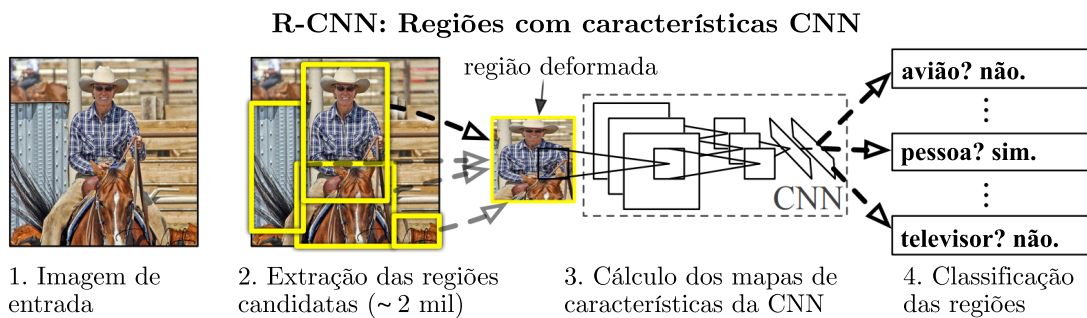 R-CNN: Regiões com características CNN
região deformada
CNN
avião? não.
pessoa? sim.
televisor? não.
1. Imagem de
entrada
2. Extração das regiões
candidatas (~ 2 mil)
3. Cálculo dos mapas de
características da CNN
4. Classificação
das regiões